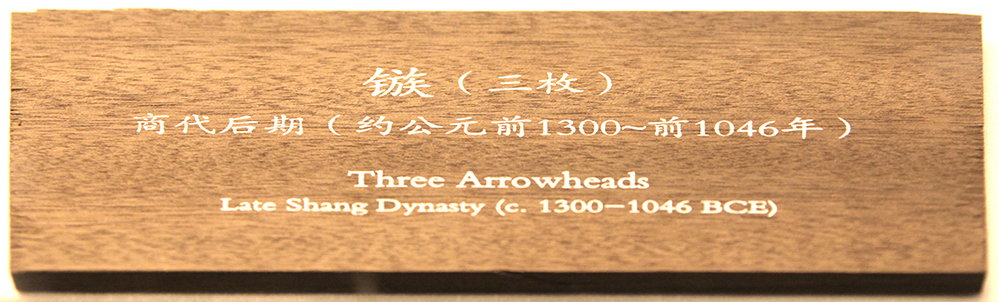 镞（三枚）
商代后期（约公元前1300~前1046年）
Three Arrowheads
Late Shang Dynasty (c. 1300–1046 BCE)